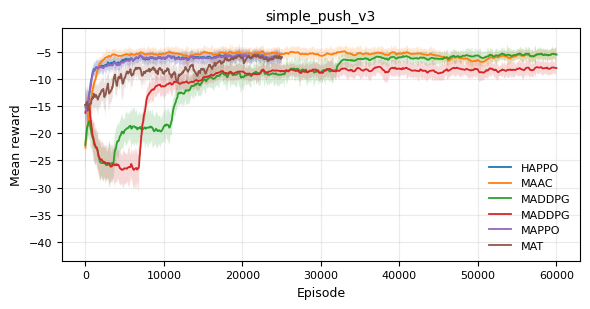 simple_push_v3
Mean reward
−5
−10
−15
−20
−25
−30
−35
−40
HAPPO
MAAC
MADDPG
MADDPG
MAPPO
MAT
0
10000
20000
30000
40000
50000
60000
Episode